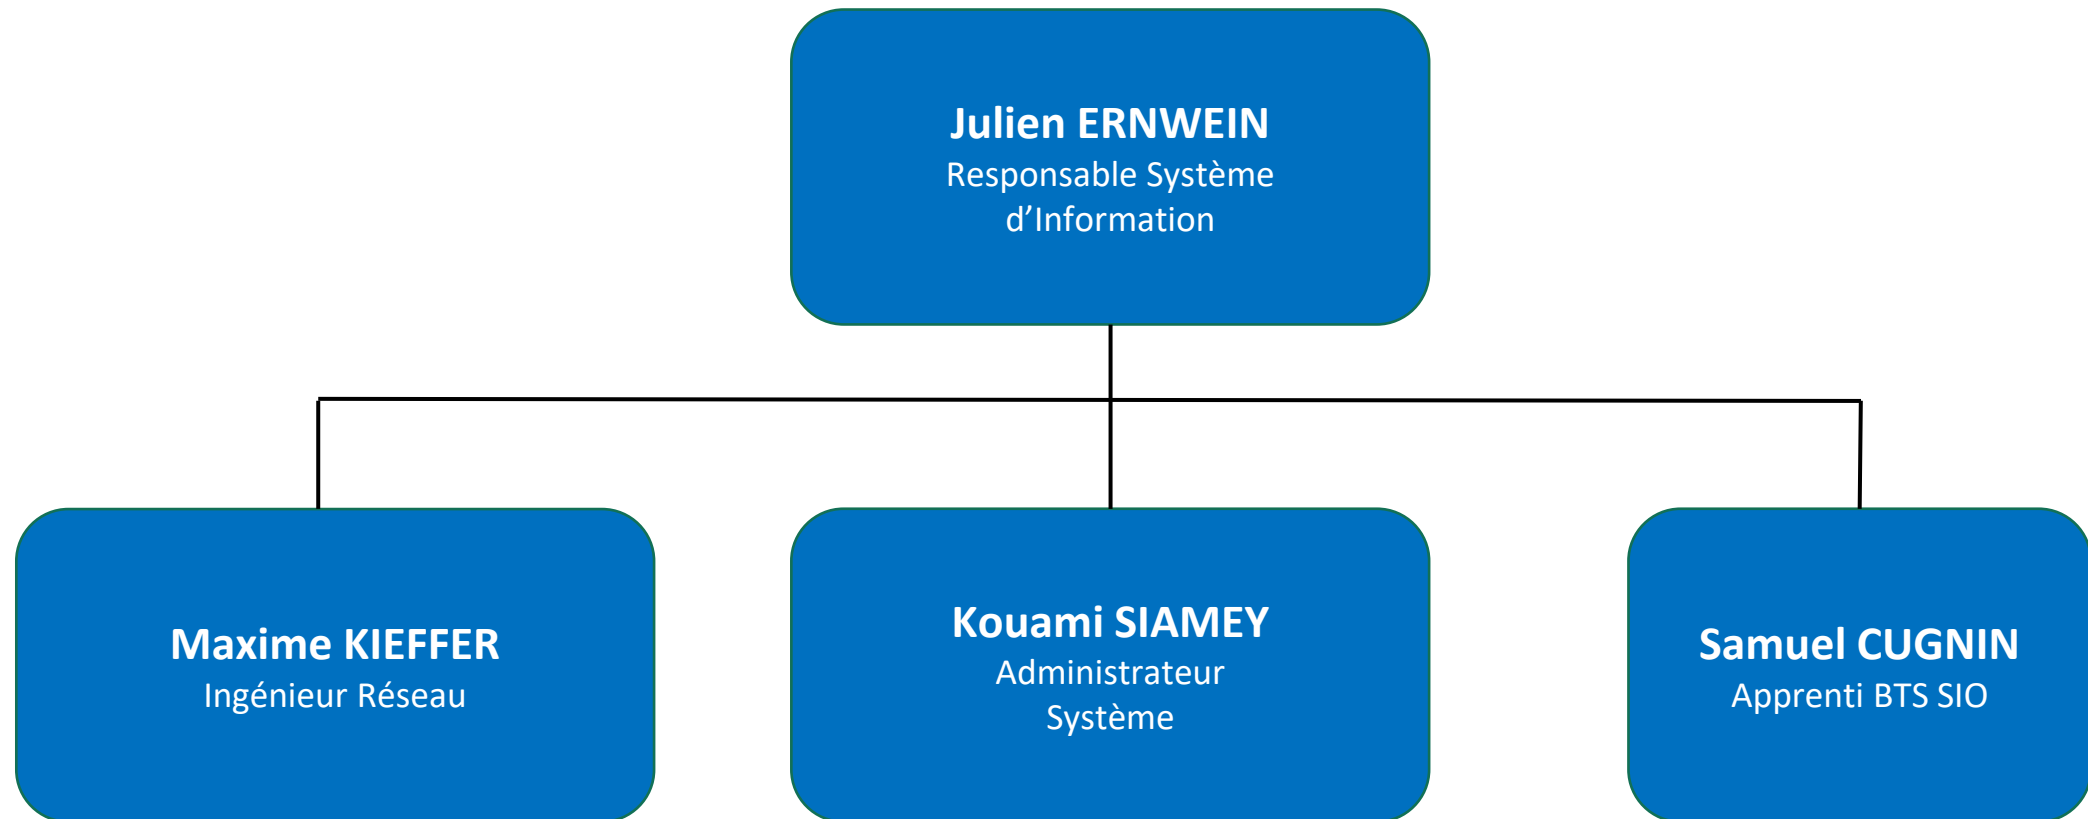 Julien ERNWEIN
Responsable Système
d’Information
Maxime KIEFFER
Ingénieur Réseau
Kouami SIAMEY
Administrateur
Système
Samuel CUGNIN
Apprenti BTS SIO